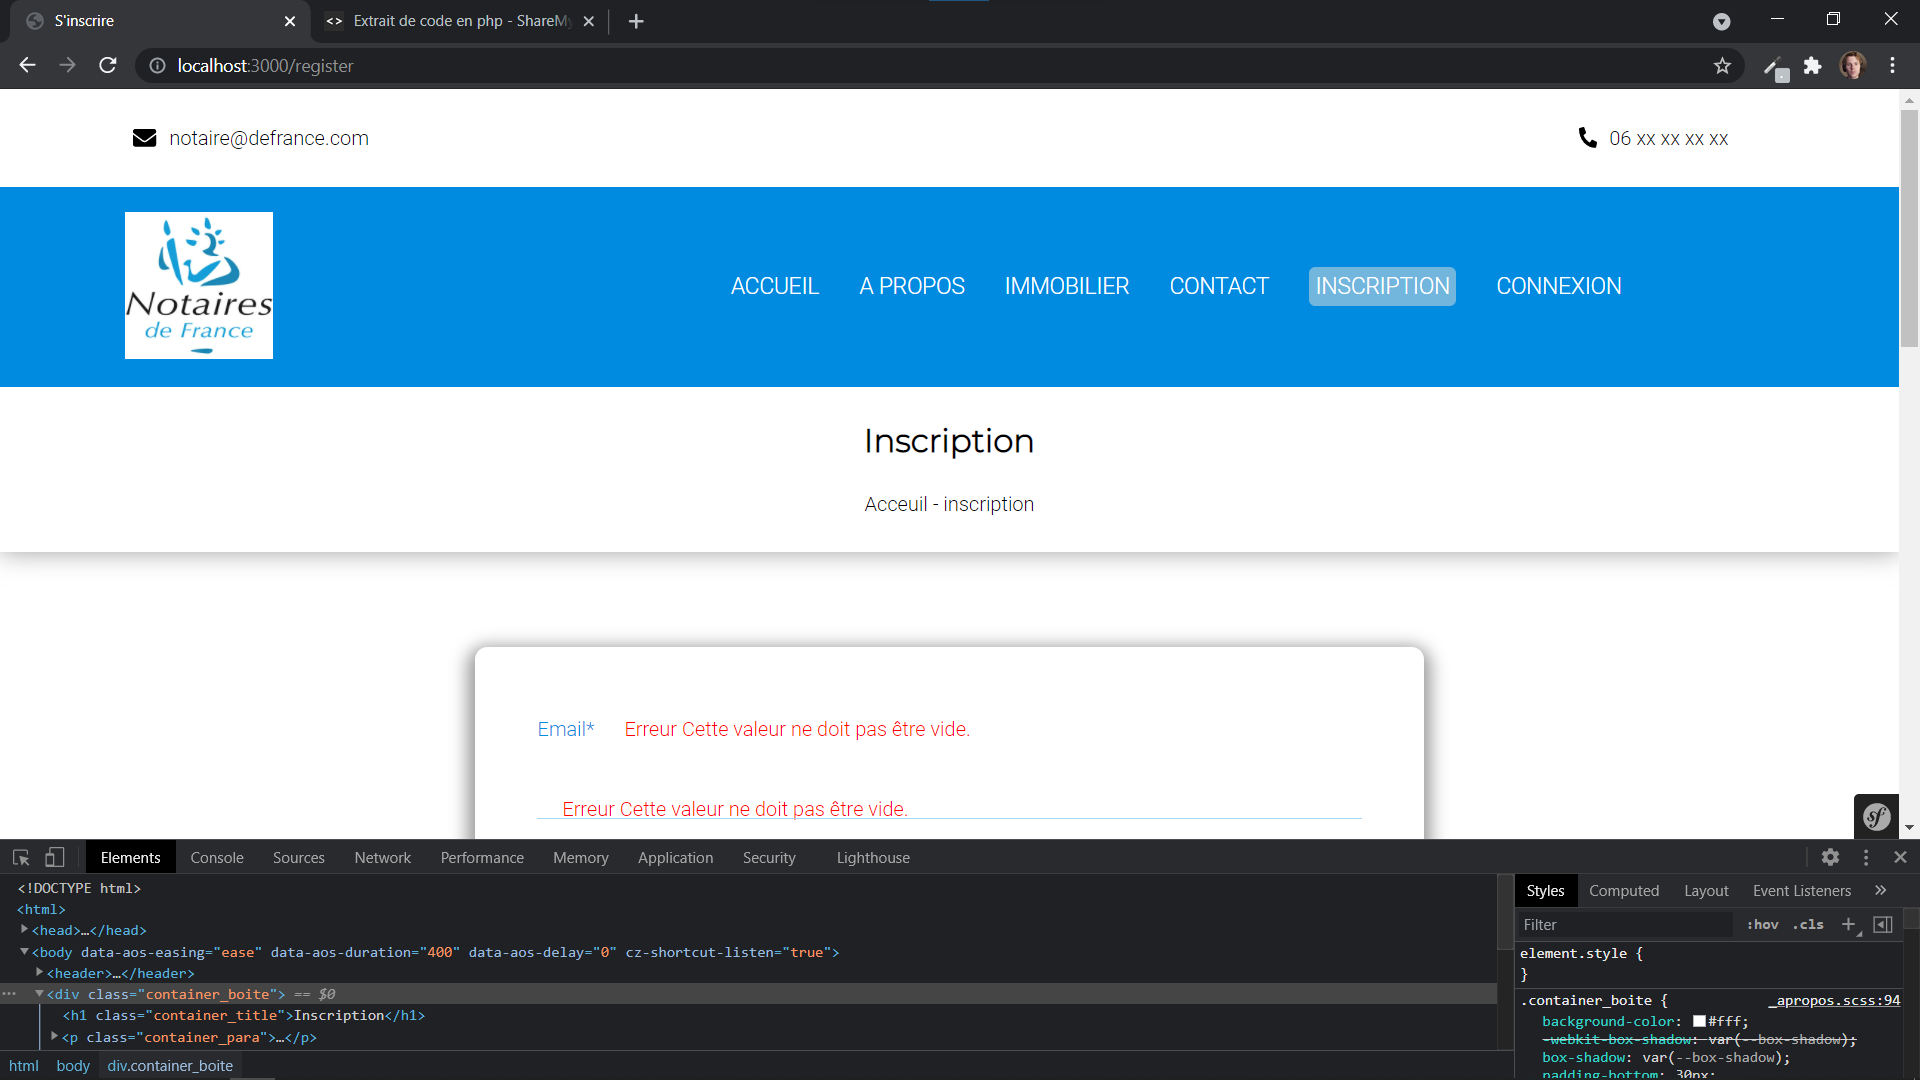 S'inscrire
Extrait de code en php - ShareMy
localhost:3000/register
notaire@defrance.com
06 xx xx xx xx
Notaires
de France
ACCUEIL
A PROPOS
IMMOBILIER
CONTACT
INSCRIPTION
CONNEXION
Inscription
Acceuil - inscription
Email*
Erreur Cette valeur ne doit pas être vide.
Erreur Cette valeur ne doit pas être vide.
sf
Elements
Console
Sources
Network
Performance
Memory
Application
Security
Lighthouse
<!DOCTYPE html>
<html>
<head>…</head>
<body data-aos-easing="ease" data-aos-duration="400" data-aos-delay="0" cz-shortcut-listen="true">
<header>…</header>
<div class="container_boite"> == $0
<h1 class="container_title">Inscription</h1>
<p class="container_para">…</p>
html
body
div.container_boite
Styles
Computed
Layout
Event Listeners
Filter
:hov
.cls
element.style {
}
.container_boite {
_apropos.scss:94
background-color: #fff;
-webkit-box-shadow: var(--box-shadow);
box-shadow: var(--box-shadow);
padding-bottom: 30px;